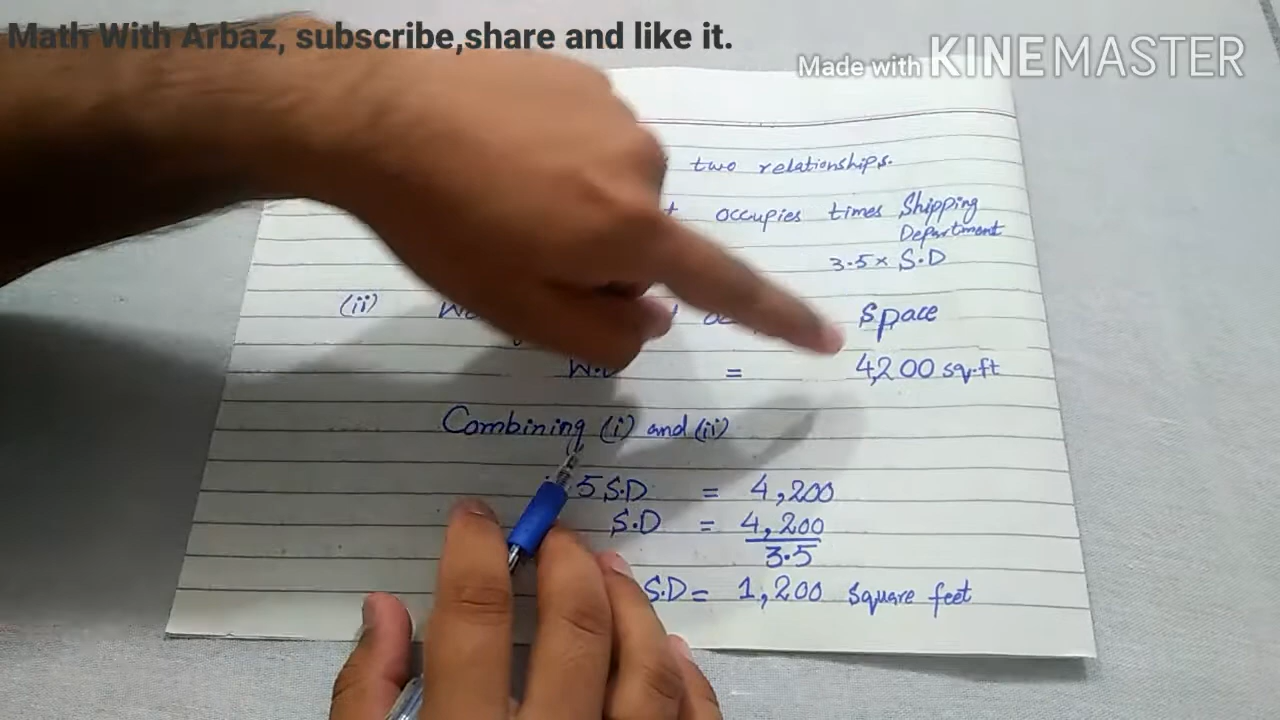 Math With Arbaz, subscribe,share and like it.
Made with KINEMASTER
two relationships.
occupies times Shipping
Department
3.5 x S.D
(ii) Space
= 4,200 sq.ft
Combining (i) and (ii)
5 S.D = 4,200
S.D = 4,200
3.5
S.D = 1,200 square feet